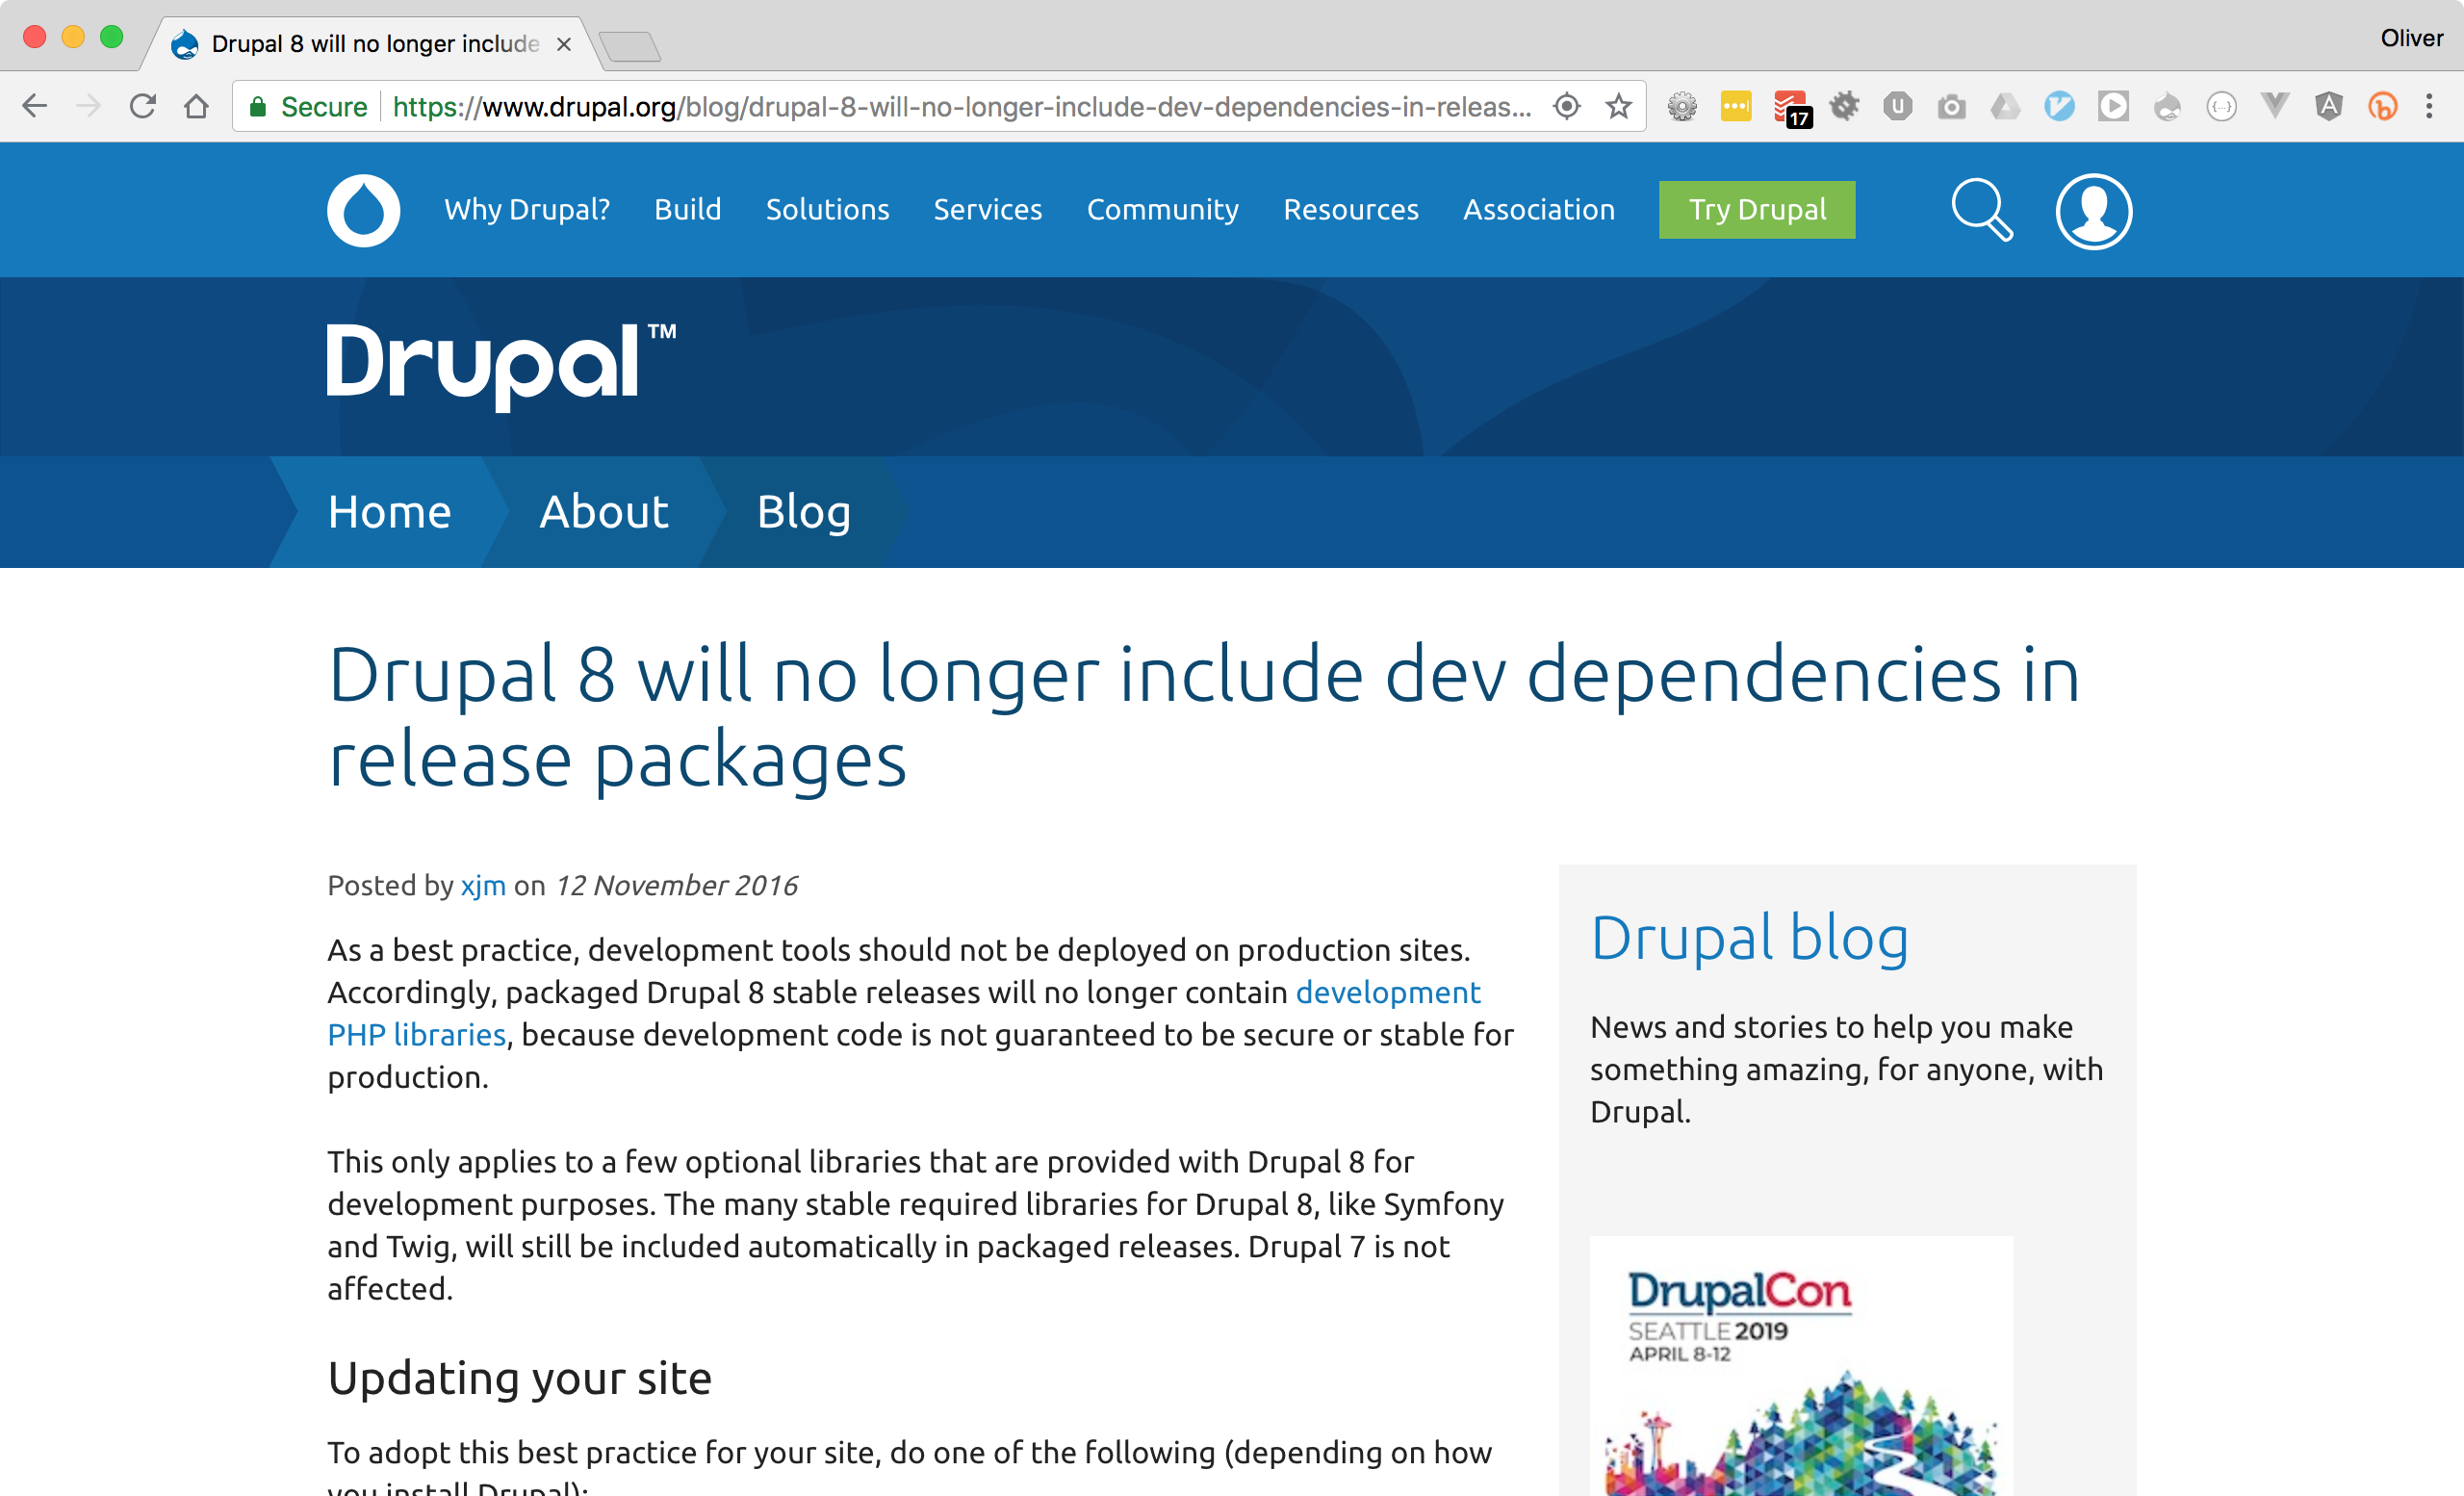 Drupal 8 will no longer include
Oliver
Secure
https://www.drupal.org/blog/drupal-8-will-no-longer-include-dev-dependencies-in-releas...
17
Why Drupal?
Build
Solutions
Services
Community
Resources
Association
Try Drupal
Drupal™
Home
About
Blog
Drupal 8 will no longer include dev dependencies in
release packages
Posted by xjm on 12 November 2016
As a best practice, development tools should not be deployed on production sites.
Accordingly, packaged Drupal 8 stable releases will no longer contain development
PHP libraries, because development code is not guaranteed to be secure or stable for
production.
This only applies to a few optional libraries that are provided with Drupal 8 for
development purposes. The many stable required libraries for Drupal 8, like Symfony
and Twig, will still be included automatically in packaged releases. Drupal 7 is not
affected.
Updating your site
To adopt this best practice for your site, do one of the following (depending on how
you install Drupal):
Drupal blog
News and stories to help you make
something amazing, for anyone, with
Drupal.
DrupalCon
SEATTLE 2019
APRIL 8-12